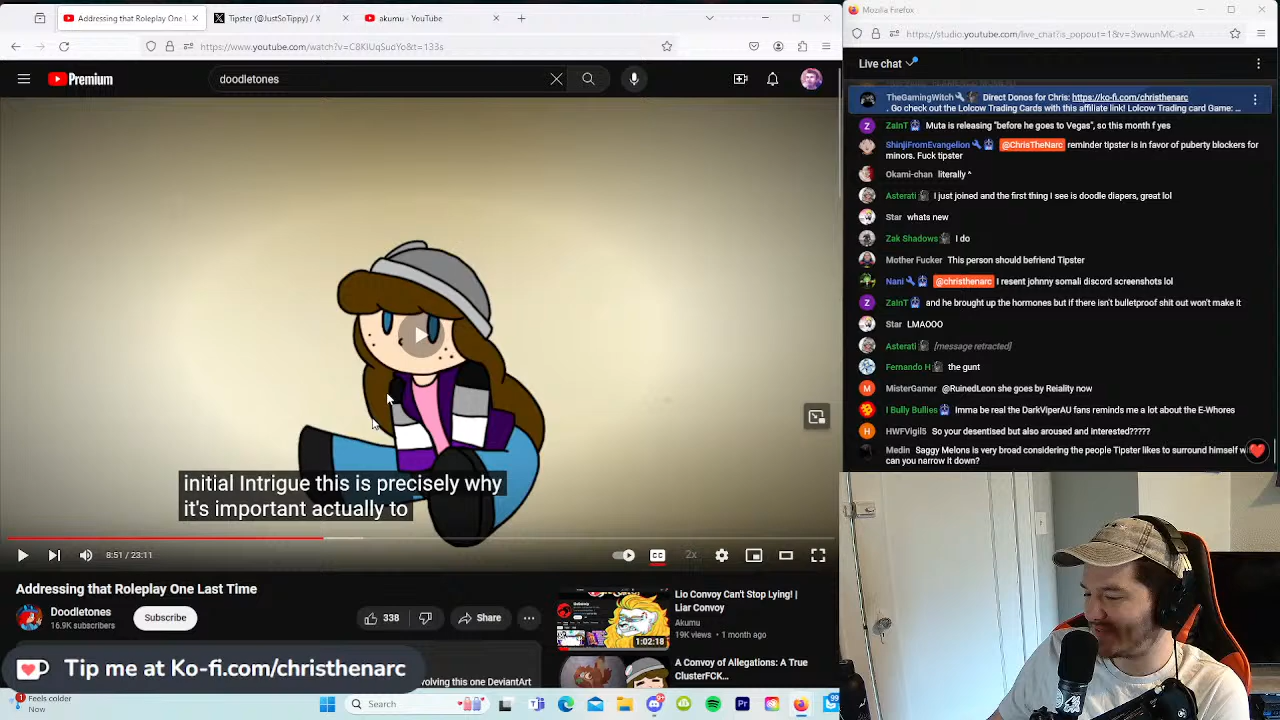 Addressing that Roleplay One L
Tipster (@JustSoTippy) / X
akumu - YouTube
https://www.youtube.com/watch?v=C8KlUqSuoYo&t=133s
Premium
doodletones
initial Intrigue this is precisely why
it's important actually to
8:51 / 23:11
CC
2x
Addressing that Roleplay One Last Time
Doodletones
16.9K subscribers
Subscribe
338
Share
Lio Convoy Can't Stop Lying! |
Liar Convoy
Akumu
19K views • 1 month ago
1:02:18
A Convoy of Allegations: A True
ClusterFCK...
Tip me at Ko-fi.com/christhenarc
volving this one DeviantArt
Feels colder
Now
Search
Mozilla Firefox
https://studio.youtube.com/live_chat?is_popout=1&v=3wwunMC-s2A
Live chat
TheGamingWitch Direct Donos for Chris: https://ko-fi.com/christhenarc
. Go check out the Lolcow Trading Cards with this affiliate link! Lolcow Trading card Game: ...
ZainT Muta is releasing "before he goes to Vegas", so this month f yes
ShinjiFromEvangelion @ChrisTheNarc reminder tipster is in favor of puberty blockers for
minors. Fuck tipster
Okami-chan literally ^
Asterati I just joined and the first thing I see is doodle diapers, great lol
Star whats new
Zak Shadows I do
Mother Fucker This person should befriend TIpster
Nani @christhenarc I resent johnny somali discord screenshots lol
ZainT and he brought up the hormones but if there isn't bulletproof shit out won't make it
Star LMAOOO
Asterati [message retracted]
Fernando H the gunt
MisterGamer @RuinedLeon she goes by Reiality now
I Bully Bullies Imma be real the DarkViperAU fans reminds me a lot about the E-Whores
HWFVigil5 So your desentised but also aroused and interested?????
Medin Saggy Melons is very broad considering the people Tipster likes to surround himself w
can you narrow it down?